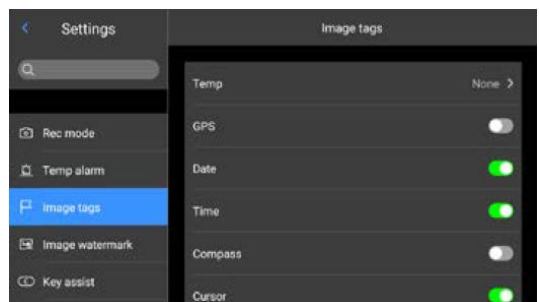 Settings
Image tags
Temp
None
Rec mode
GPS
Temp alarm
Date
Image tags
Time
Image watermark
Compass
Key assist
Cursor